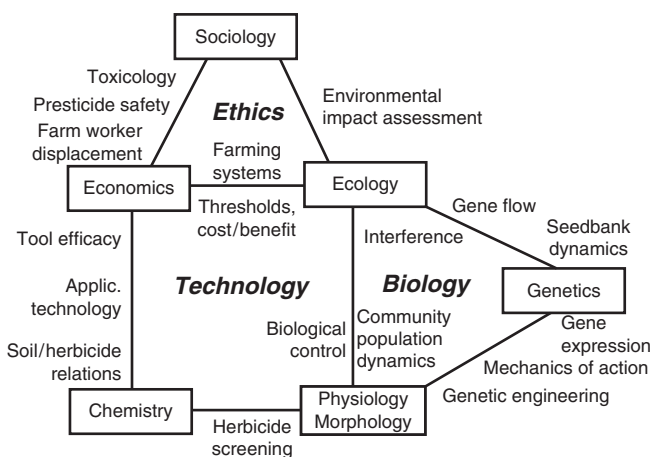 Sociology
Toxicology
Presticide safety
Farm worker
displacement
Ethics
Environmental
impact assessment
Farming
systems
Economics
Ecology
Thresholds,
cost/benefit
Gene flow
Tool efficacy
Interference
Seedbank
dynamics
Applic.
technology
Technology
Biology
Genetics
Biological
control
Community
population
dynamics
Gene
expression
Soil/herbicide
relations
Mechanics of action
Genetic engineering
Chemistry
Physiology
Morphology
Herbicide
screening